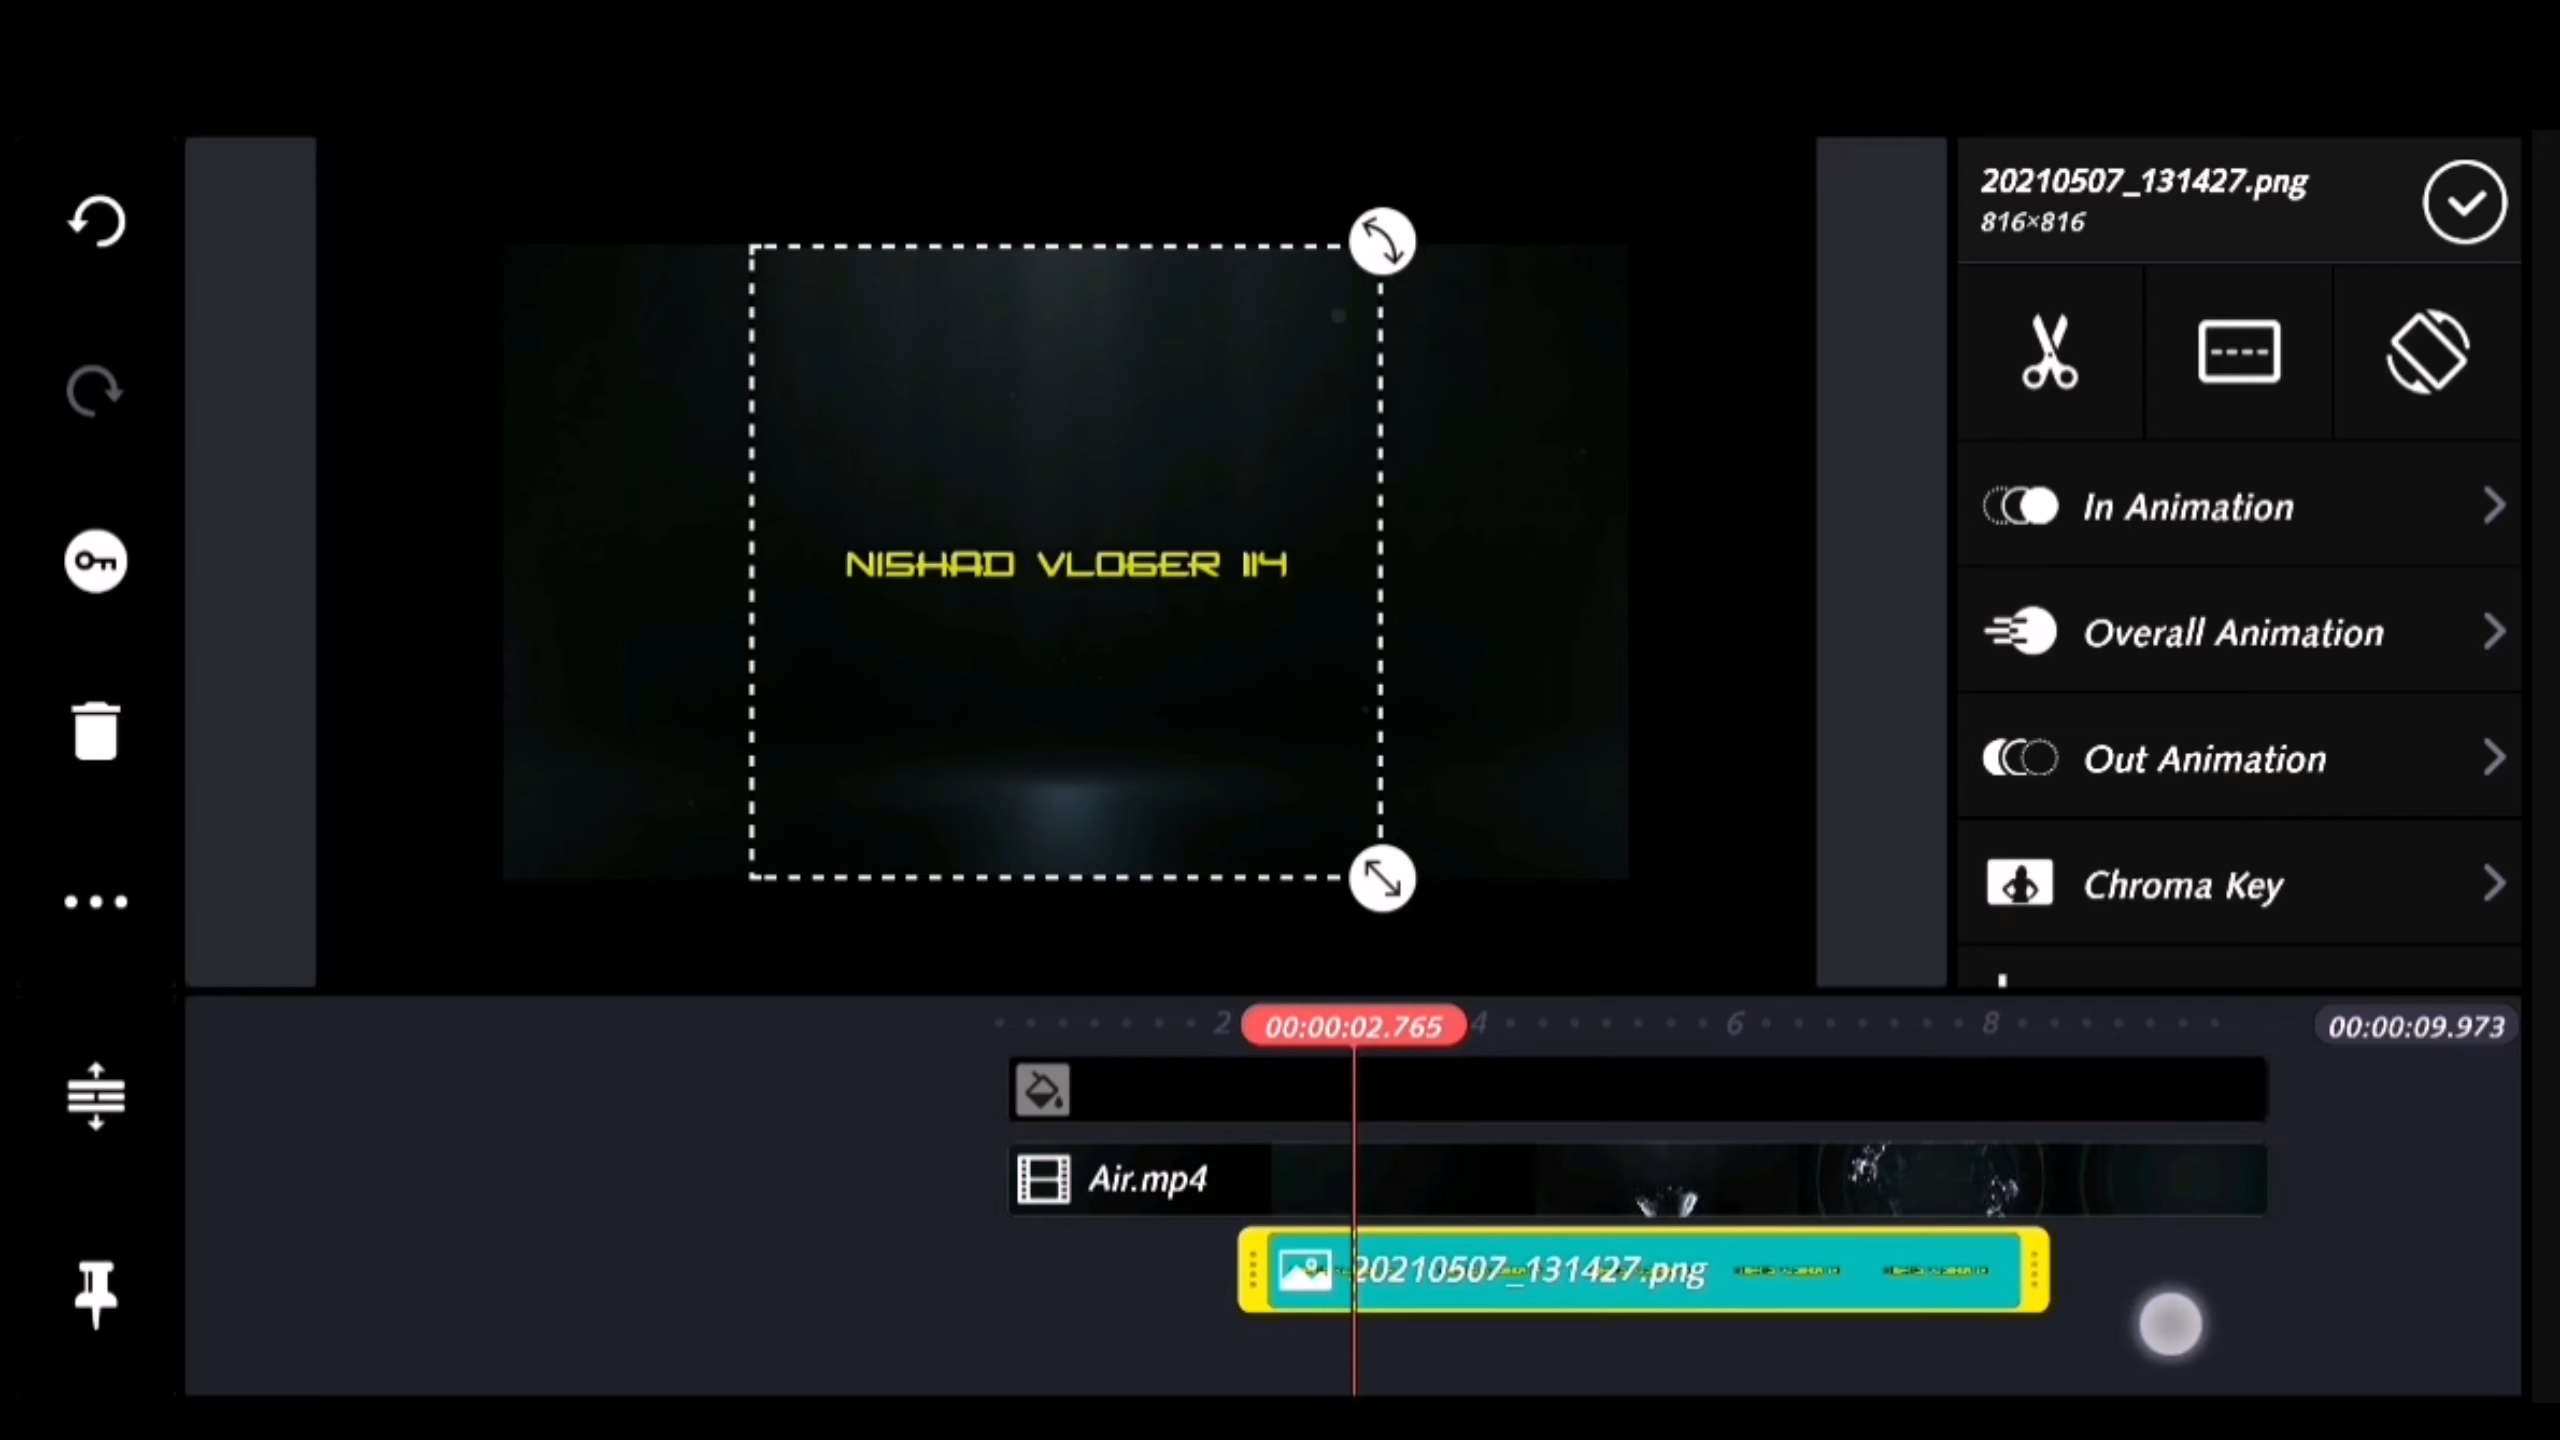 20210507_131427.png
816×816
In Animation
Overall Animation
Out Animation
Chroma Key
NISHAD VLOGER 114
2 00:00:02.765 4 6 8 00:00:09.973
Air.mp4
20210507_131427.png